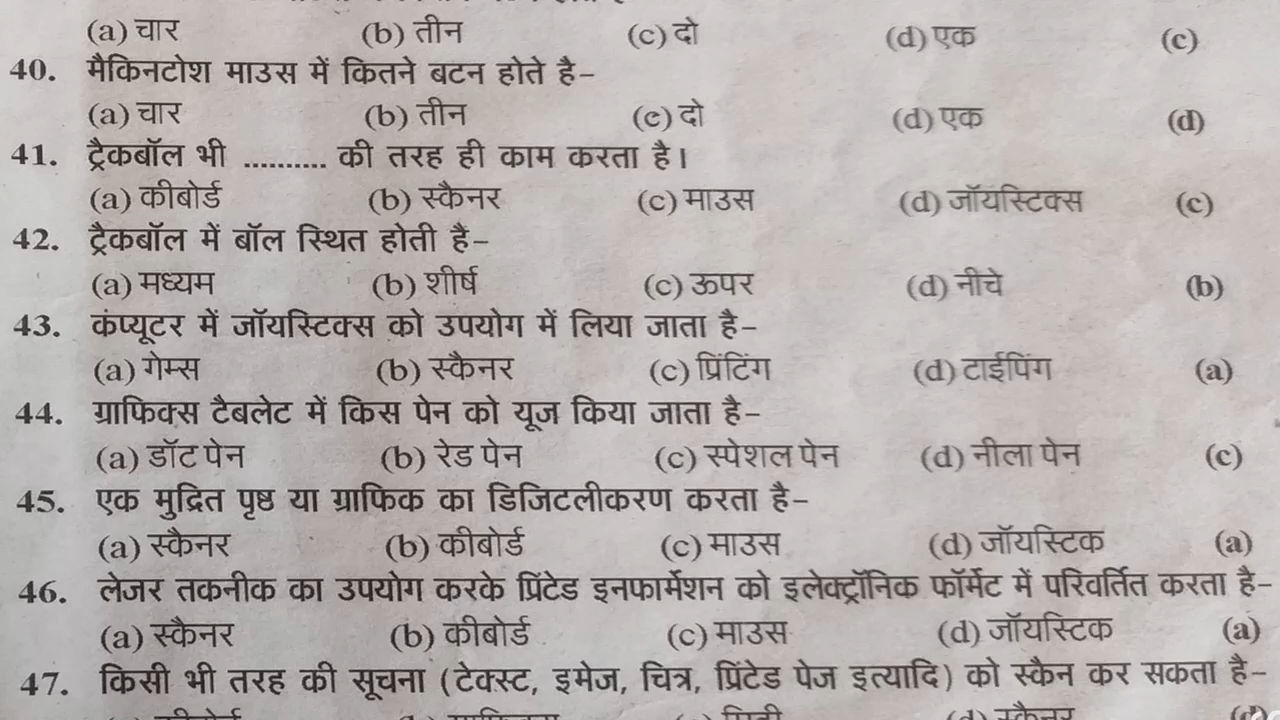 (a) चार (b) तीन (c) दो (d) एक (c)
40. मैकिनटोश माउस में कितने बटन होते है–
(a) चार (b) तीन (c) दो (d) एक (d)
41. ट्रैकबॉल भी .......... की तरह ही काम करता है।
(a) कीबोर्ड (b) स्कैनर (c) माउस (d) जॉयस्टिक्स (c)
42. ट्रैकबॉल में बॉल स्थित होती है–
(a) मध्यम (b) शीर्ष (c) ऊपर (d) नीचे (b)
43. कंप्यूटर में जॉयस्टिक्स को उपयोग में लिया जाता है–
(a) गेम्स (b) स्कैनर (c) प्रिंटिंग (d) टाईपिंग (a)
44. ग्राफिक्स टैबलेट में किस पेन को यूज किया जाता है–
(a) डॉट पेन (b) रेड पेन (c) स्पेशल पेन (d) नीला पेन (c)
45. एक मुद्रित पृष्ठ या ग्राफिक का डिजिटलीकरण करता है–
(a) स्कैनर (b) कीबोर्ड (c) माउस (d) जॉयस्टिक (a)
46. लेजर तकनीक का उपयोग करके प्रिंटेड इनफार्मेशन को इलेक्ट्रॉनिक फॉर्मेट में परिवर्तित करता है–
(a) स्कैनर (b) कीबोर्ड (c) माउस (d) जॉयस्टिक (a)
47. किसी भी तरह की सूचना (टेक्स्ट, इमेज, चित्र, प्रिंटेड पेज इत्यादि) को स्कैन कर सकता है–